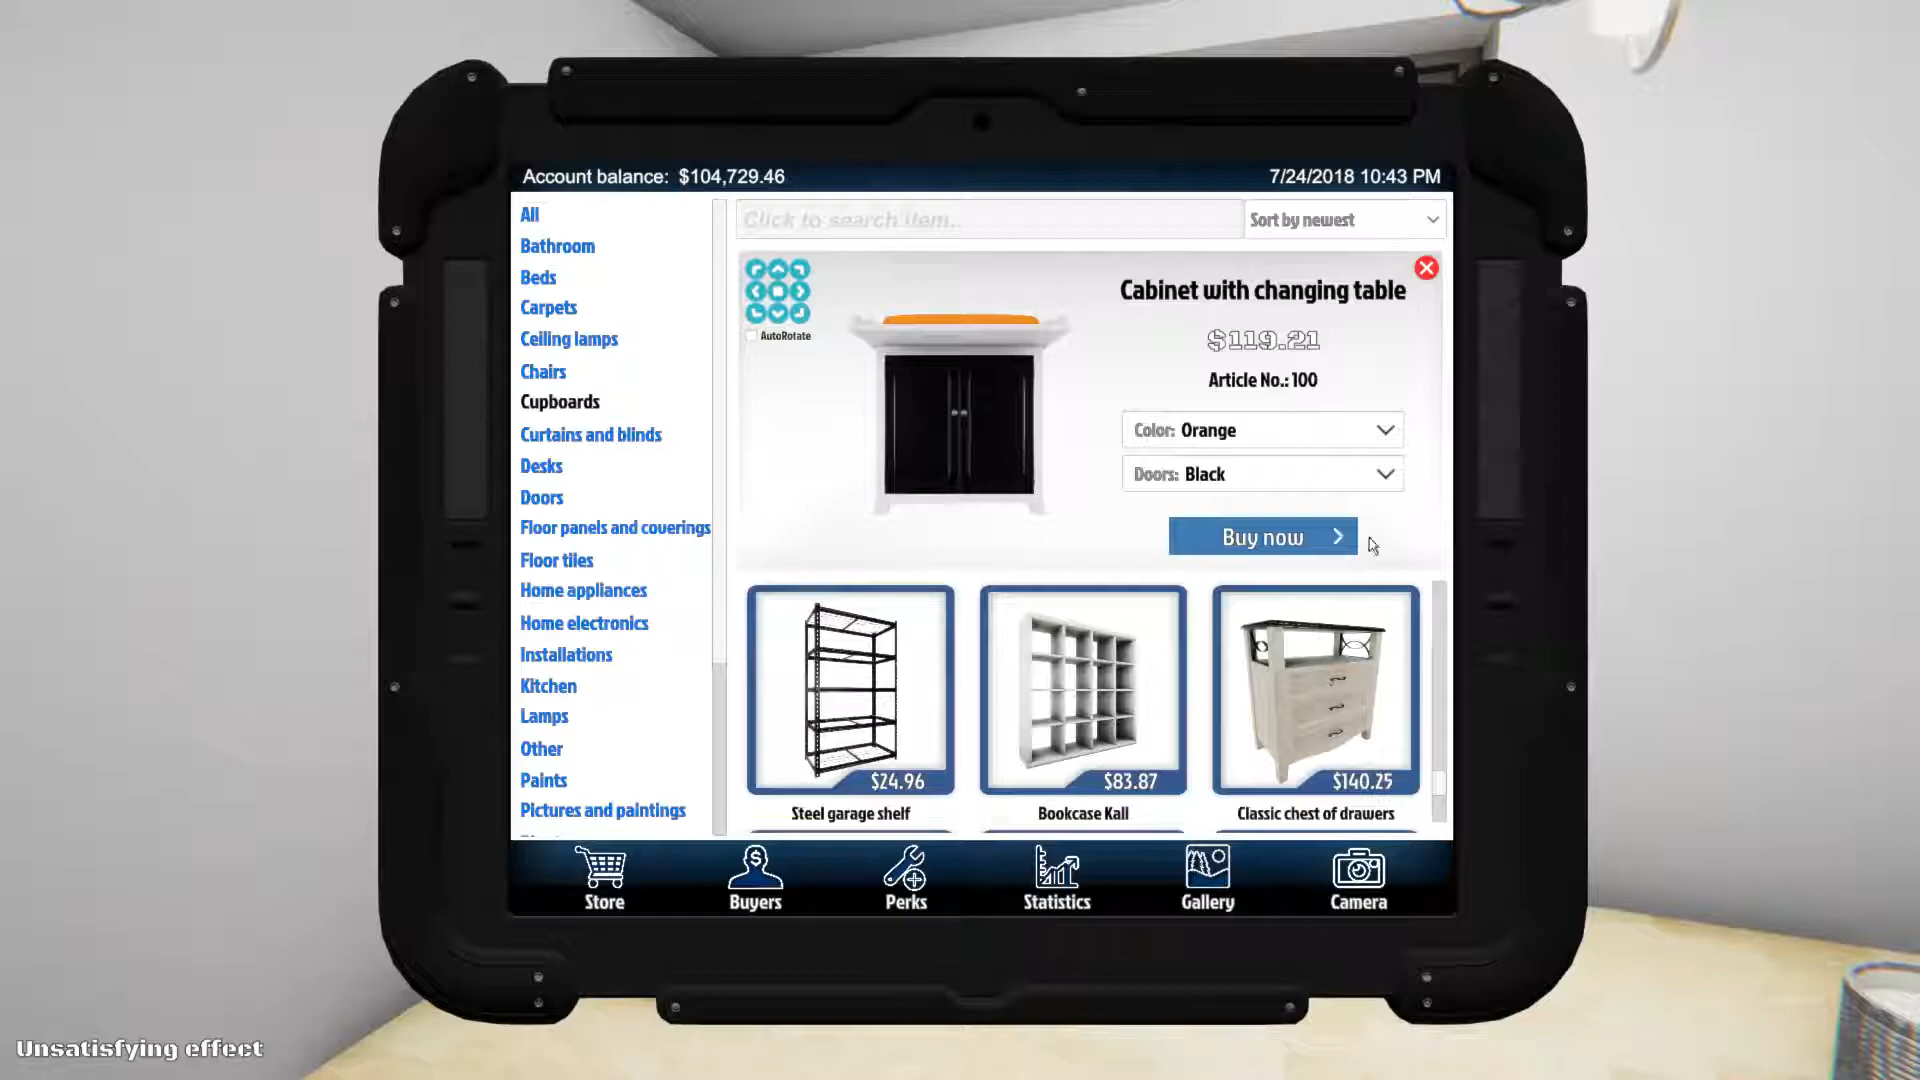 Account balance: $104,729.46
7/24/2018 10:43 PM
All
Bathroom
Beds
Carpets
Ceiling lamps
Chairs
Cupboards
Curtains and blinds
Desks
Doors
Floor panels and coverings
Floor tiles
Home appliances
Home electronics
Installations
Kitchen
Lamps
Other
Paints
Pictures and paintings
Click to search item..
Sort by newest
AutoRotate
Cabinet with changing table
$119.21
Article No.: 100
Color: Orange
Doors: Black
Buy now
$24.96
Steel garage shelf
$83.87
Bookcase Kall
$140.25
Classic chest of drawers
Store
Buyers
Perks
Statistics
Gallery
Camera
Unsatisfying effect